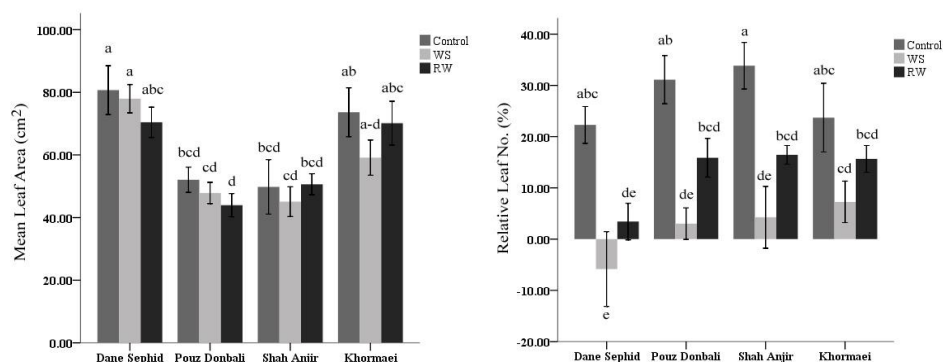 100.00
80.00
60.00
40.00
20.00
0.00
Mean Leaf Area (cm²)
Control
WS
RW
a
a
abc
bcd
cd
d
bcd
cd
bcd
ab
a-d
abc
Dane Sephid Pouz Donbali Shah Anjir Khormaei
40.00
30.00
20.00
10.00
0.00
-10.00
-20.00
Relative Leaf No. (%)
Control
WS
RW
abc
e
de
ab
de
bcd
a
de
bcd
abc
cd
bcd
Dane Sephid Pouz Donbali Shah Anjir Khormaei